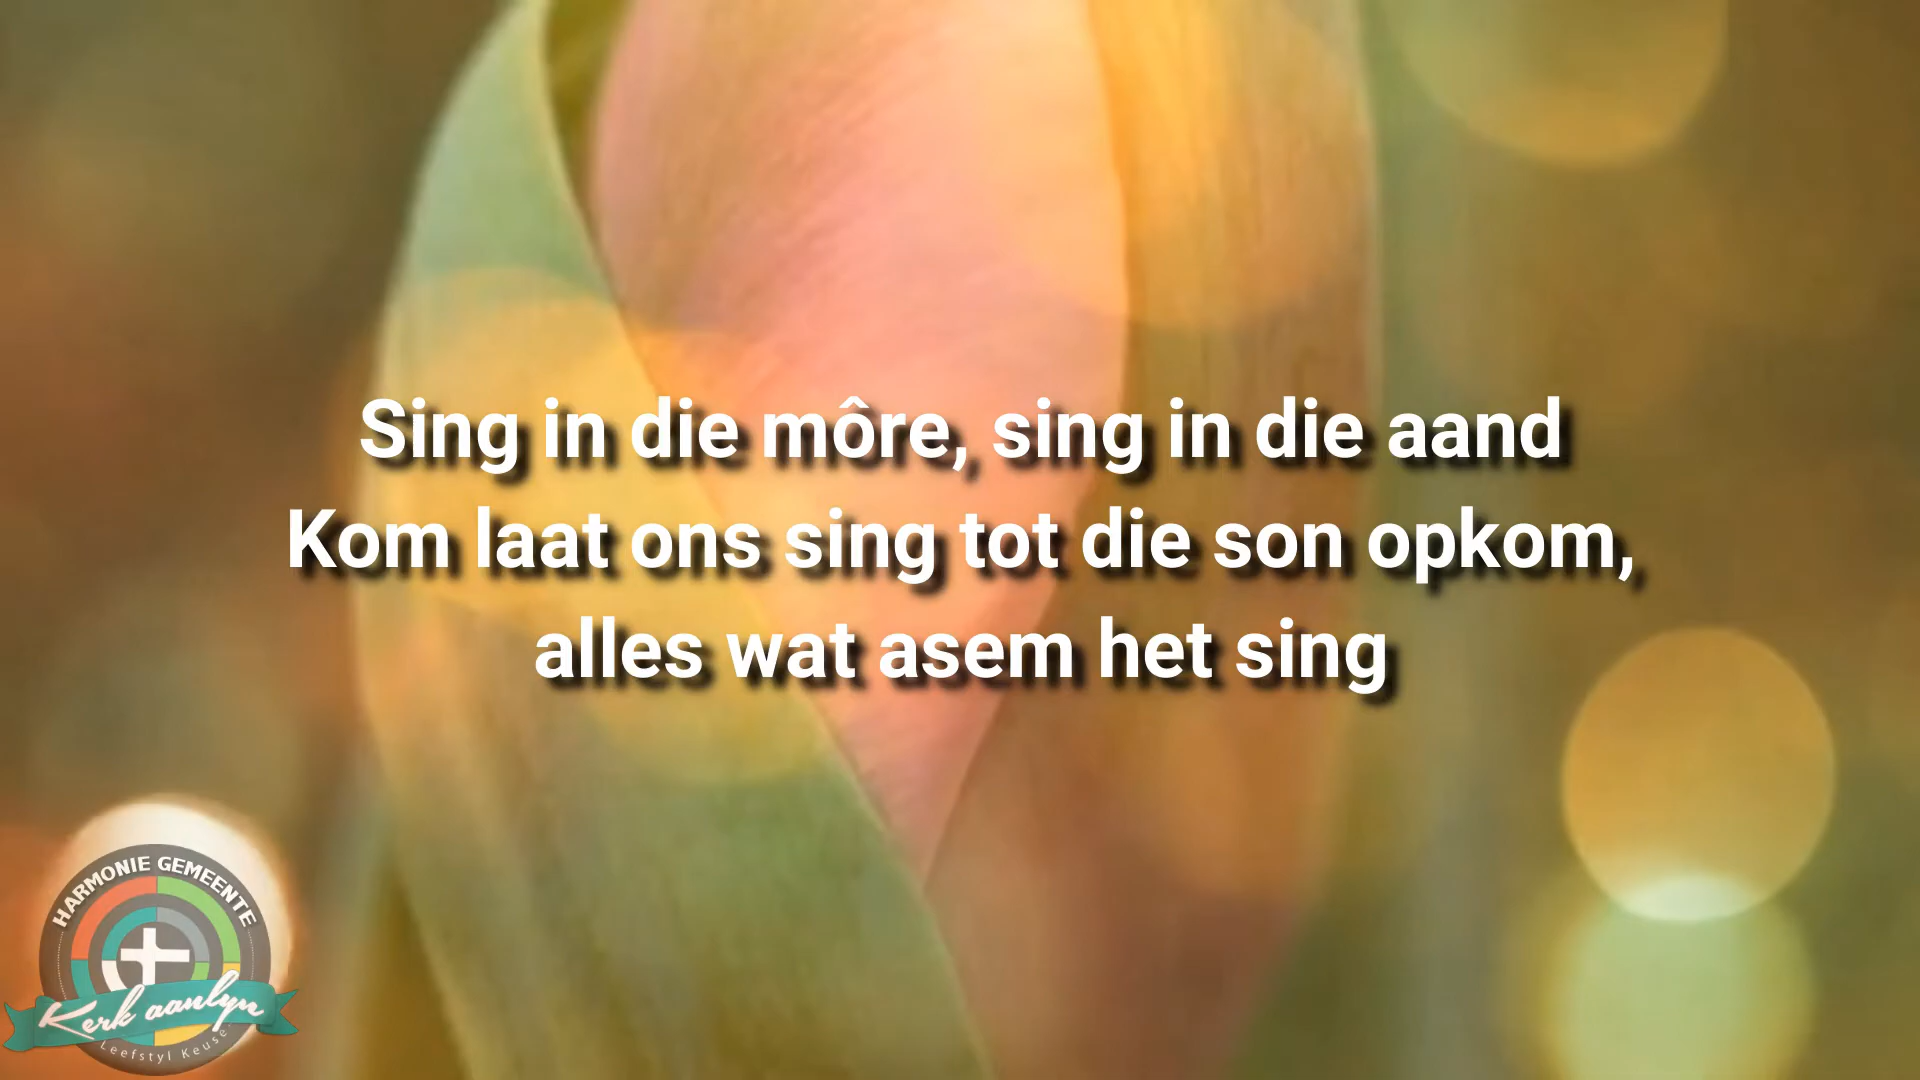 Sing in die môre, sing in die aand
Kom laat ons sing tot die son opkom,
alles wat asem het sing
HARMONIE GEMEENTE
Kerk aanlyn
Leefstyl Keuse